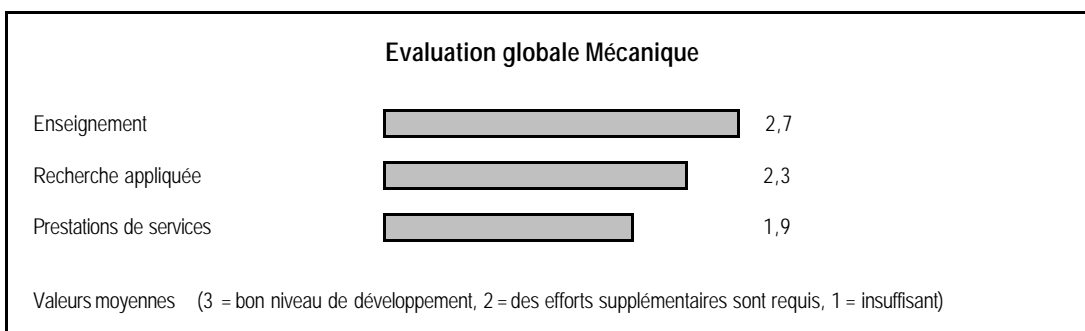 Evaluation globale Mécanique
Enseignement 2,7
Recherche appliquée 2,3
Prestations de services 1,9
Valeurs moyennes (3 = bon niveau de développement, 2 = des efforts supplémentaires sont requis, 1 = insuffisant)